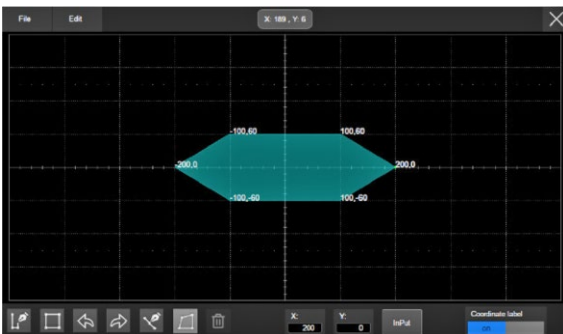 File Edit X: 189 , Y: 6
-100,60 100,60
-200,0 200,0
-100,-60 100,-60
X: Y: Coordinate label
200 0 InPut on